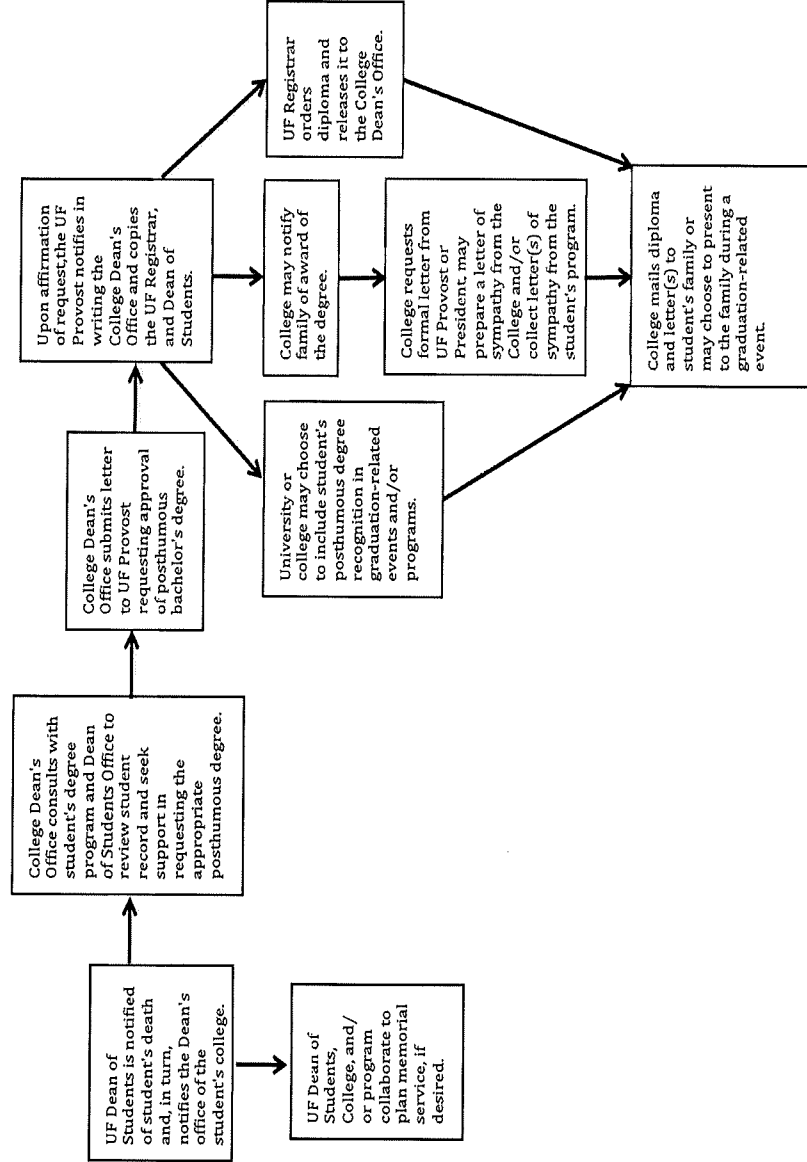 UF Dean of
Students is notified
of student's death
and, in turn,
notifies the Dean's
office of the
student's college.
UF Dean of
Students,
College, and/
or program
collaborate to
plan memorial
service, if
desired.
College Dean's
Office consults with
student's degree
program and Dean
of Students Office to
review student
record and seek
support in
requesting the
appropriate
posthumous degree.
College Dean's
Office submits letter
to UF Provost
requesting approval
of posthumous
bachelor's degree.
Upon affirmation
of request,the UF
Provost notifies in
writing the
College Dean's
Office and copies
the UF Registrar,
and Dean of
Students.
University or
college may choose
to include student's
posthumous degree
recognition in
graduation-related
events and/or
programs.
College may notify
family of award of
the degree.
College requests
formal letter from
UF Provost or
President, may
prepare a letter of
sympathy from the
College and/or
collect letter(s) of
sympathy from the
student's program.
UF Registrar
orders
diploma and
releases it to
the College
Dean's Office.
College mails diploma
and letter(s) to
student's family or
may choose to present
to the family during a
graduation-related
event.